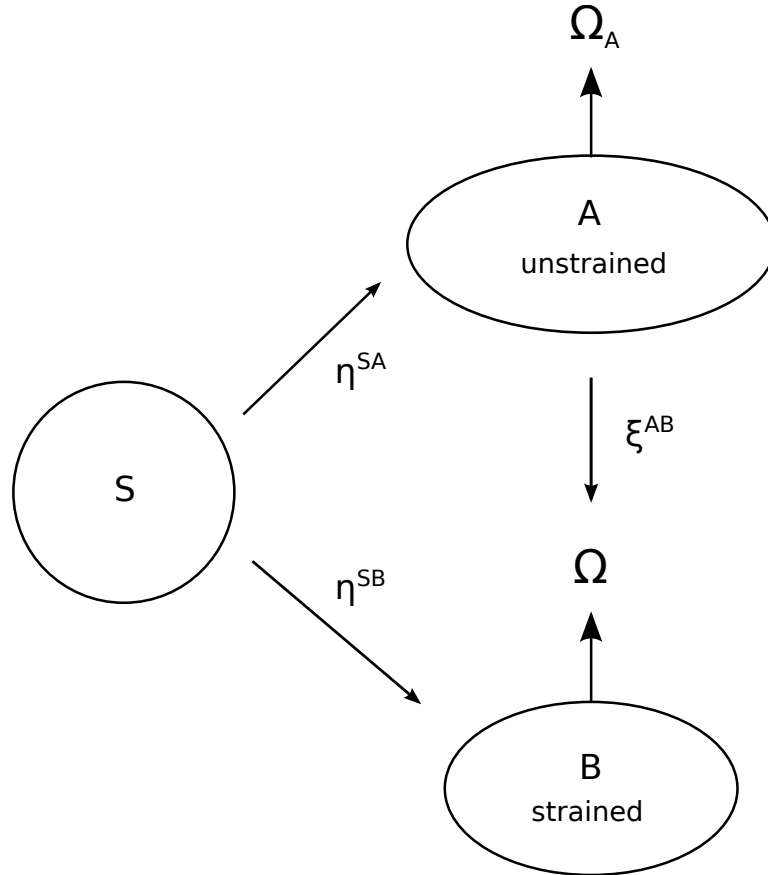 Ω_A
A
unstrained
η^SA
ξ^AB
S
Ω
η^SB
B
strained